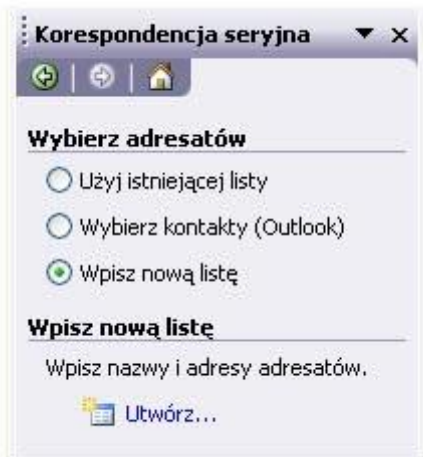 Korespondencja seryjna
Wybierz adresatów
Użyj istniejącej listy
Wybierz kontakty (Outlook)
Wpisz nową listę
Wpisz nową listę
Wpisz nazwy i adresy adresatów.
Utwórz...